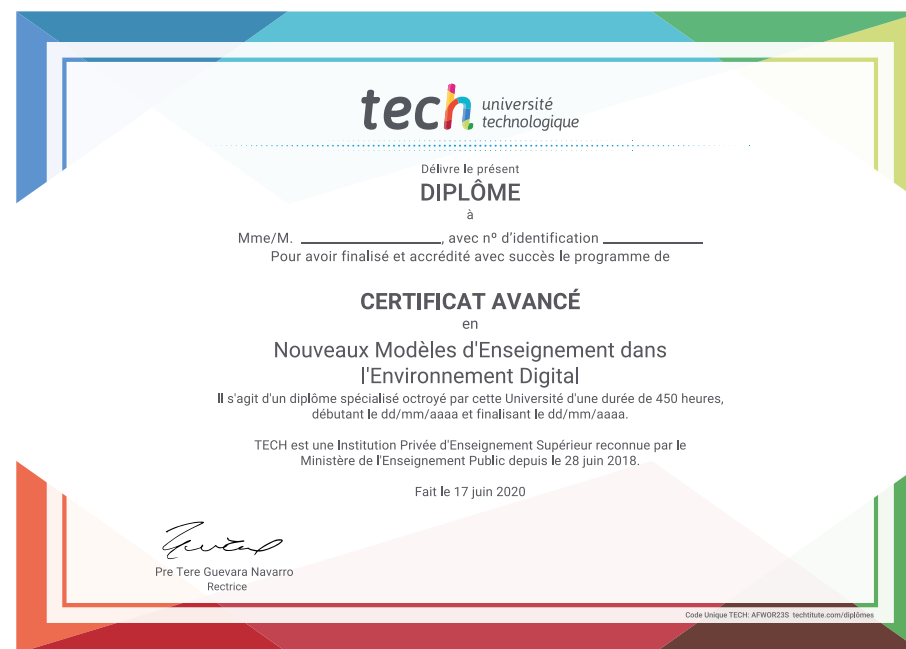 tech université
technologique
Délivre le présent
DIPLÔME
à
Mme/M. ____________________, avec nº d'identification ______________
Pour avoir finalisé et accrédité avec succès le programme de
CERTIFICAT AVANCÉ
en
Nouveaux Modèles d'Enseignement dans
l'Environnement Digital
Il s'agit d'un diplôme spécialisé octroyé par cette Université d'une durée de 450 heures,
débutant le dd/mm/aaaa et finalisant le dd/mm/aaaa.
TECH est une Institution Privée d'Enseignement Supérieur reconnue par le
Ministère de l'Enseignement Public depuis le 28 juin 2018.
Fait le 17 juin 2020
Pre Tere Guevara Navarro
Rectrice
Code Unique TECH: AFWOR23S techtitute.com/diplômes